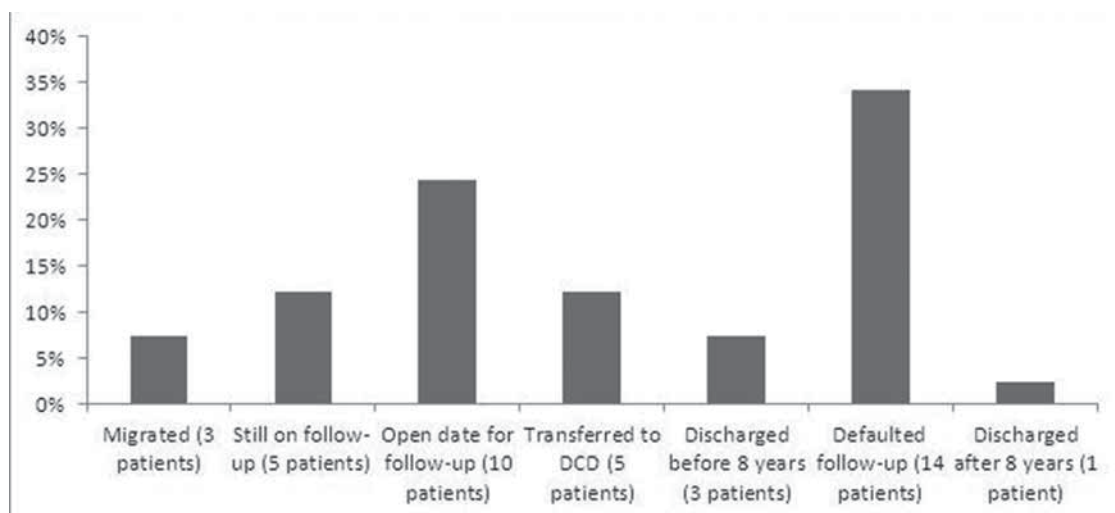 40%
35%
30%
25%
20%
15%
10%
5%
0%
Migrated (3
patients)
Still on follow-
up (5 patients)
Open date for
follow-up (10
patients)
Transferred to
DCD (5
patients)
Discharged
before 8 years
(3 patients)
Defaulted
follow-up (14
patients)
Discharged
after 8 years (1
patient)